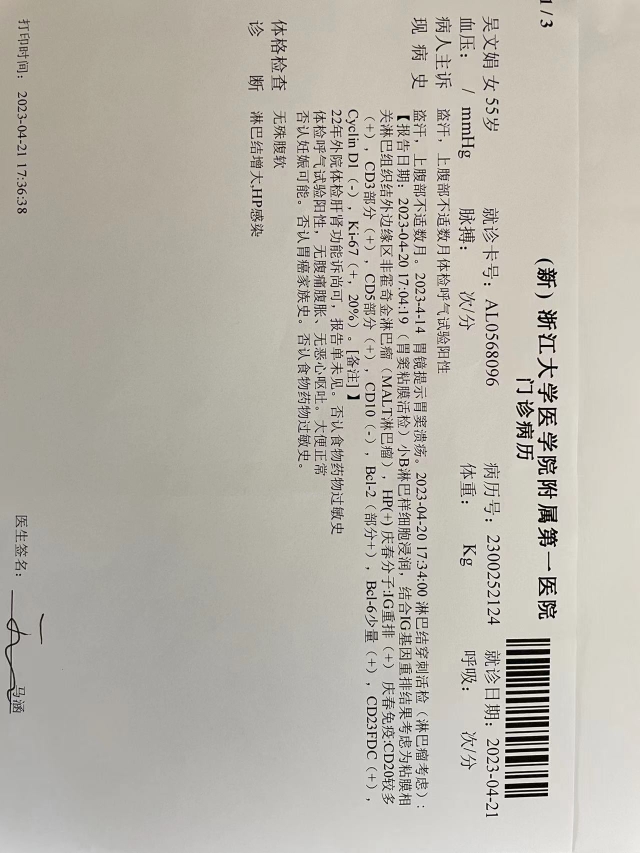 1 / 3
（新）浙江大学医学院附属第一医院
门诊病历
吴文娟 女 55岁 就诊卡号：AL0568096 病历号：2300252124 就诊日期：2023-04-21
血压： / mmHg 脉搏： 次/分 体重： Kg 呼吸： 次/分
病人主诉 盗汗，上腹部不适数月体检呼气试验阳性
现 病 史 盗汗，上腹部不适数月。2023-4-14 胃镜提示胃窦溃疡。2023-04-20 17:34:00 淋巴结穿刺活检（淋巴瘤考虑）：
【报告日期：2023-04-20 17:04:19（胃窦粘膜活检）小B淋巴样细胞浸润，结合IG基因重排结果考虑为粘膜相
关淋巴组织结外边缘区非霍奇金淋巴瘤（MALT淋巴瘤），HP(+) 庆春分子:IG重排（+） 庆春免疫:CD20较多
（+），CD3部分（+），CD5部分（+），CD10（-），Bcl-2（部分+），Bcl-6少量（+），CD23FDC（+），
Cyclin D1（-），Ki-67（+，20%）。[备注] 】
22年外院体检肝肾功能诉尚可，报告单未见。否认食物药物过敏史
体检呼气试验阳性，无腹痛腹胀、无恶心呕吐。大便正常
否认妊娠可能。否认胃癌家族史。否认食物药物过敏史。
体格检查 无殊腹软
诊 断 淋巴结增大,HP感染
医生签名： 马涵
打印时间： 2023-04-21 17:36:38